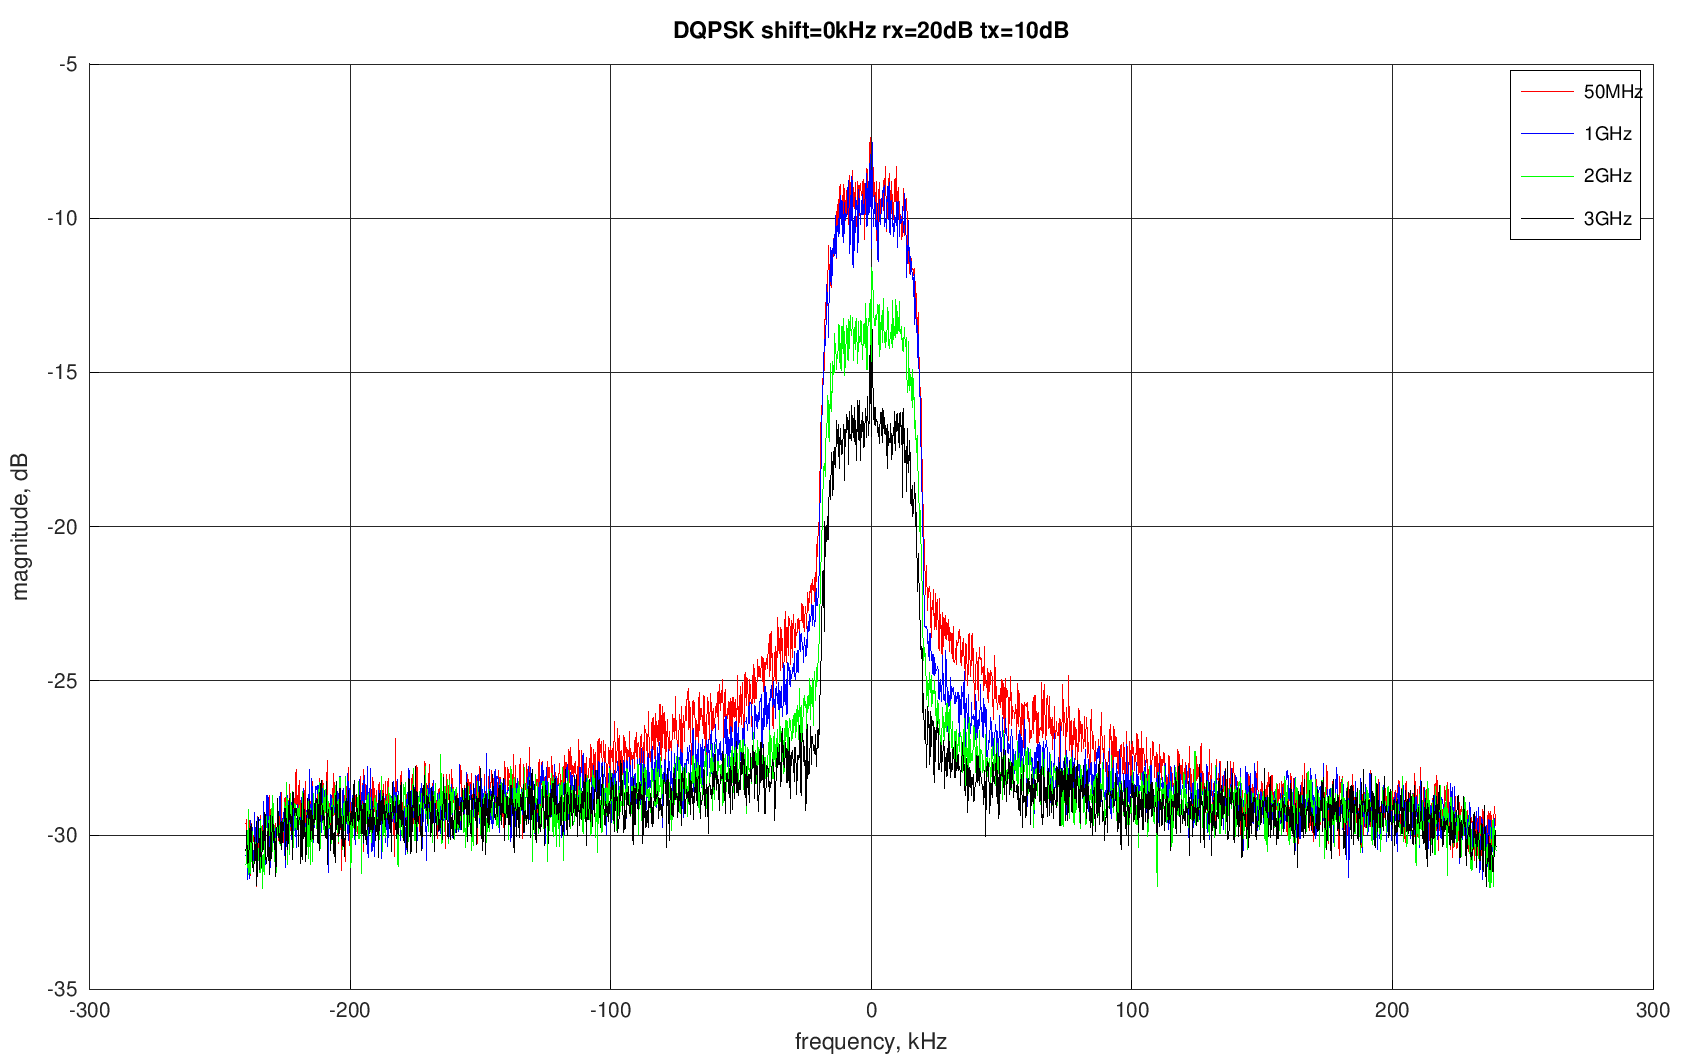 DQPSK shift=0kHz rx=20dB tx=10dB
-5
50MHz
1GHz
2GHz
3GHz
-10
-15
-20
-25
-30
-35
magnitude, dB
-300
-200
-100
0
100
200
300
frequency, kHz